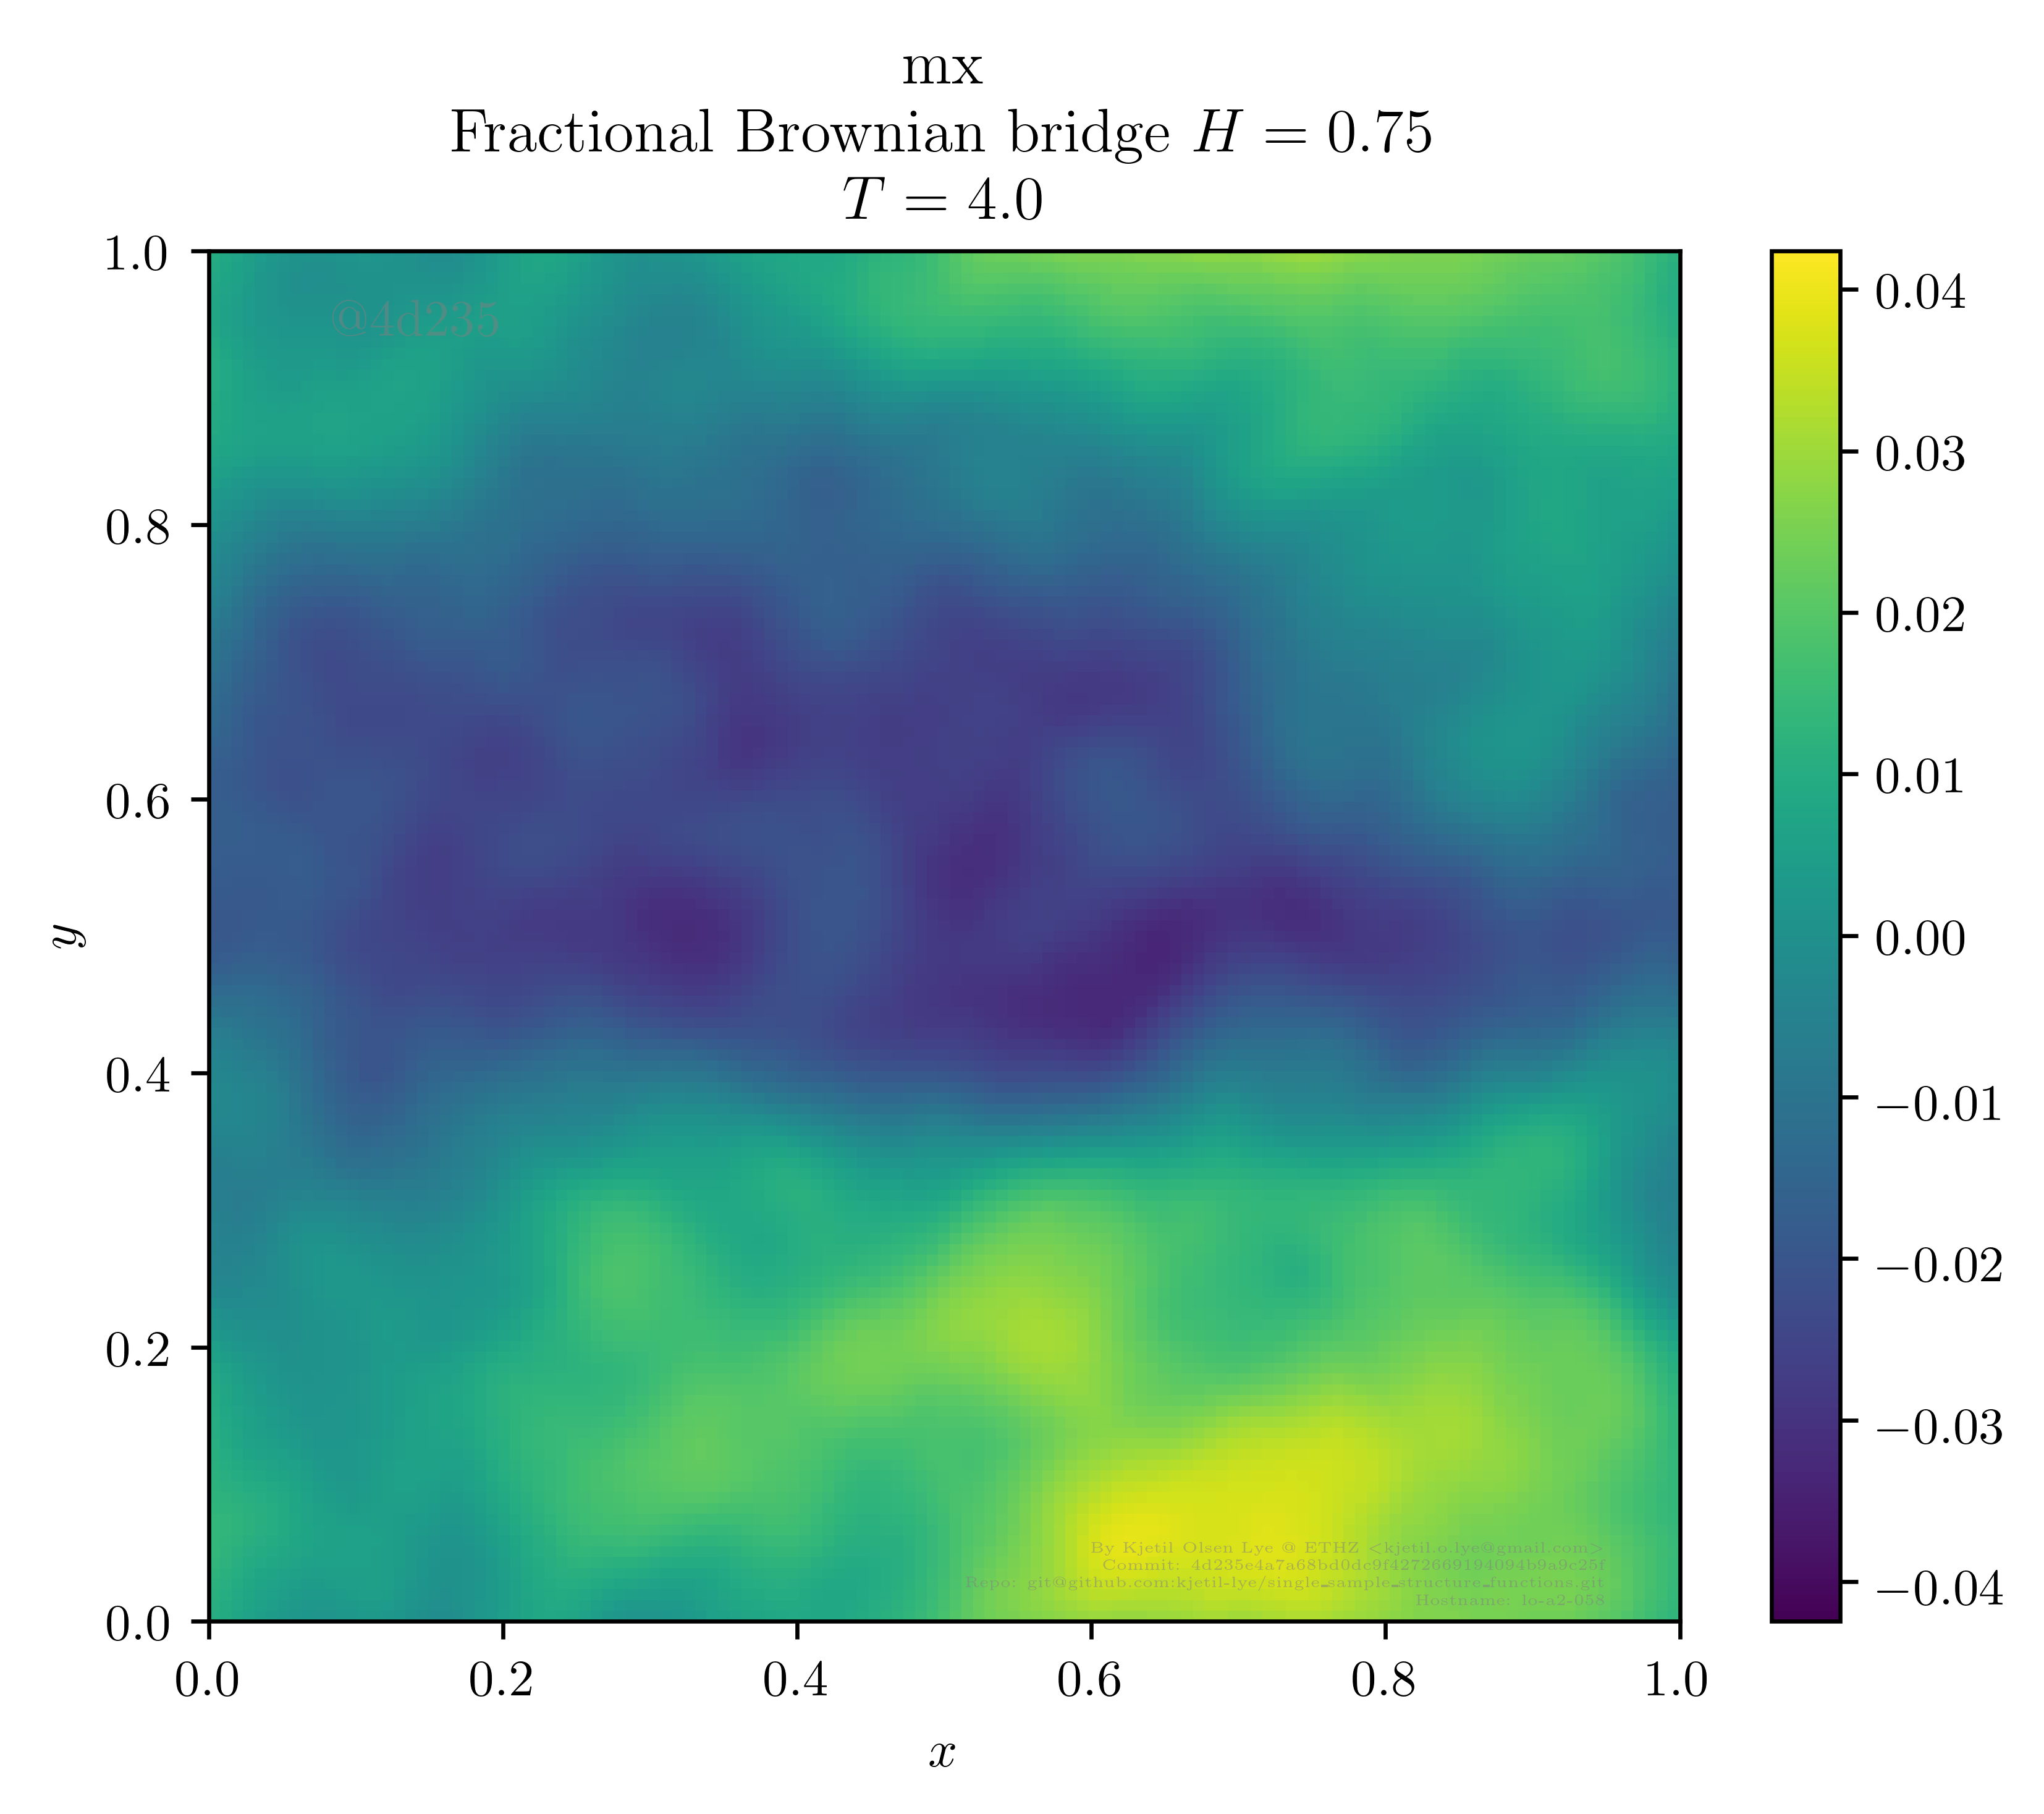 mx
Fractional Brownian bridge H = 0.75
T = 4.0
@4d235
1.0
0.8
0.6
0.4
0.2
0.0
y
0.0 0.2 0.4 0.6 0.8 1.0
x
0.04
0.03
0.02
0.01
0.00
−0.01
−0.02
−0.03
−0.04
By Kjetil Olsen Lye @ ETHZ <kjetil.o.lye@gmail.com>
Commit: 4d235e4a7a68bd0dc9f4272669194094b9a9c25f
Repo: git@github.com:kjetil-lye/single_sample_structure_functions.git
Hostname: lo-a2-058